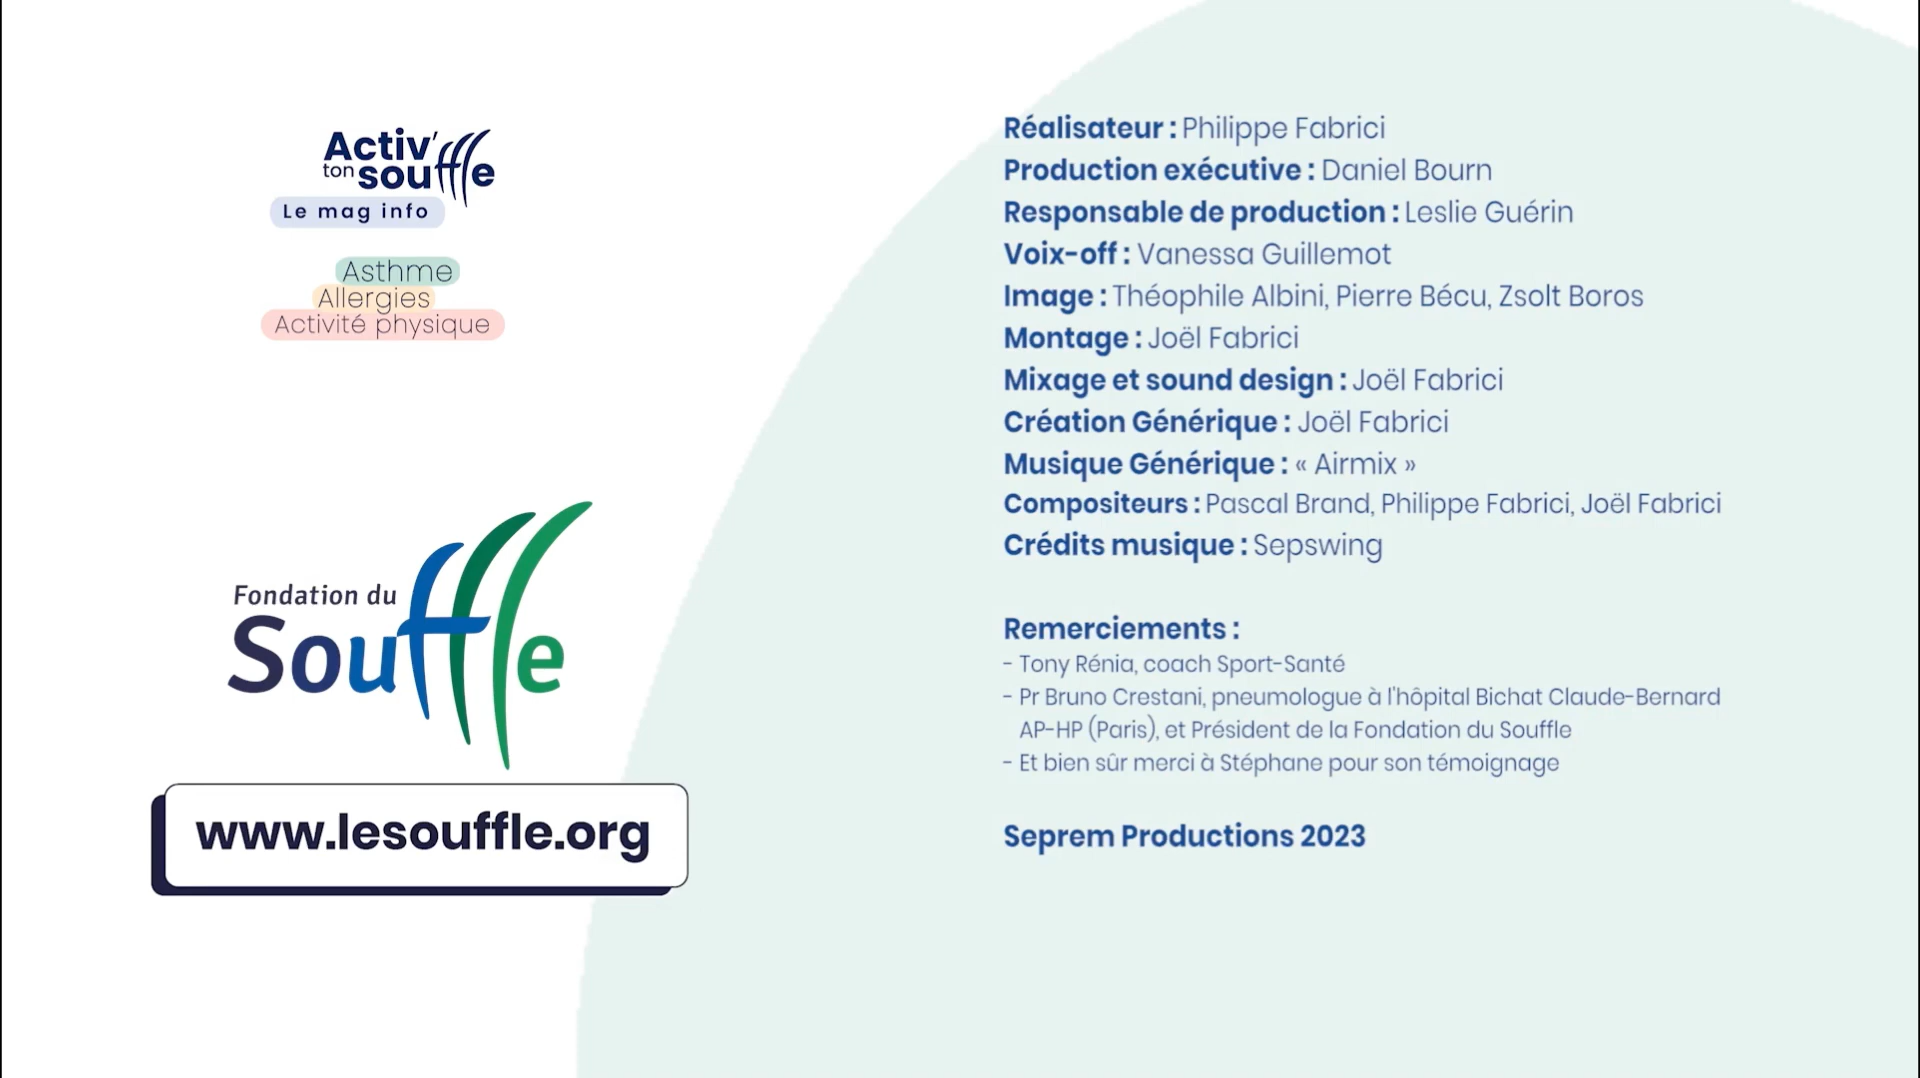 Activ'
ton souffle
Le mag info
Asthme
Allergies
Activité physique
Fondation du
Souffle
www.lesouffle.org
Réalisateur : Philippe Fabrici
Production exécutive : Daniel Bourn
Responsable de production : Leslie Guérin
Voix-off : Vanessa Guillemot
Image : Théophile Albini, Pierre Bécu, Zsolt Boros
Montage : Joël Fabrici
Mixage et sound design : Joël Fabrici
Création Générique : Joël Fabrici
Musique Générique : « Airmix »
Compositeurs : Pascal Brand, Philippe Fabrici, Joël Fabrici
Crédits musique : Sepswing
Remerciements :
- Tony Rénia, coach Sport-Santé
- Pr Bruno Crestani, pneumologue à l'hôpital Bichat Claude-Bernard
AP-HP (Paris), et Président de la Fondation du Souffle
- Et bien sûr merci à Stéphane pour son témoignage
Seprem Productions 2023